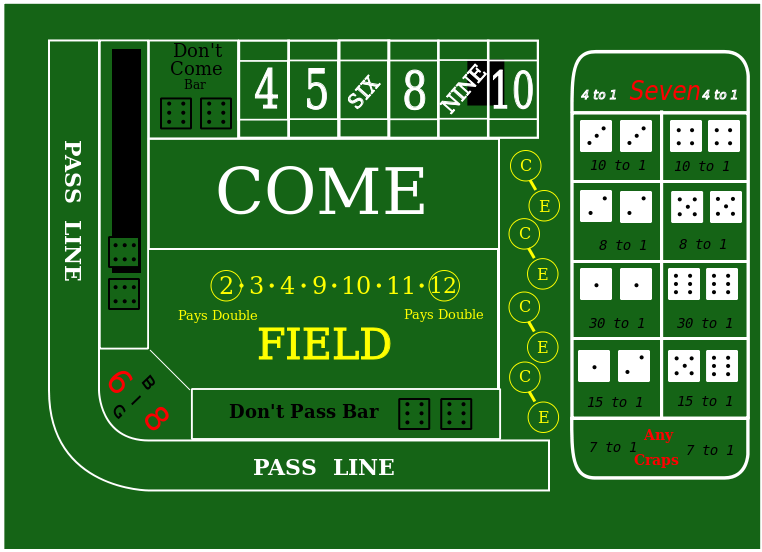 Don't
Come
Bar
4 5 SIX 8 NINE 10
PASS LINE
COME
2 · 3 · 4 · 9 · 10 · 11 · 12
Pays Double
Pays Double
FIELD
6 8
BIG
Don't Pass Bar
PASS LINE
C
E
C
E
C
E
C
E
4 to 1 Seven 4 to 1
10 to 1 10 to 1
8 to 1 8 to 1
30 to 1 30 to 1
15 to 1 15 to 1
7 to 1 Any 7 to 1
Craps